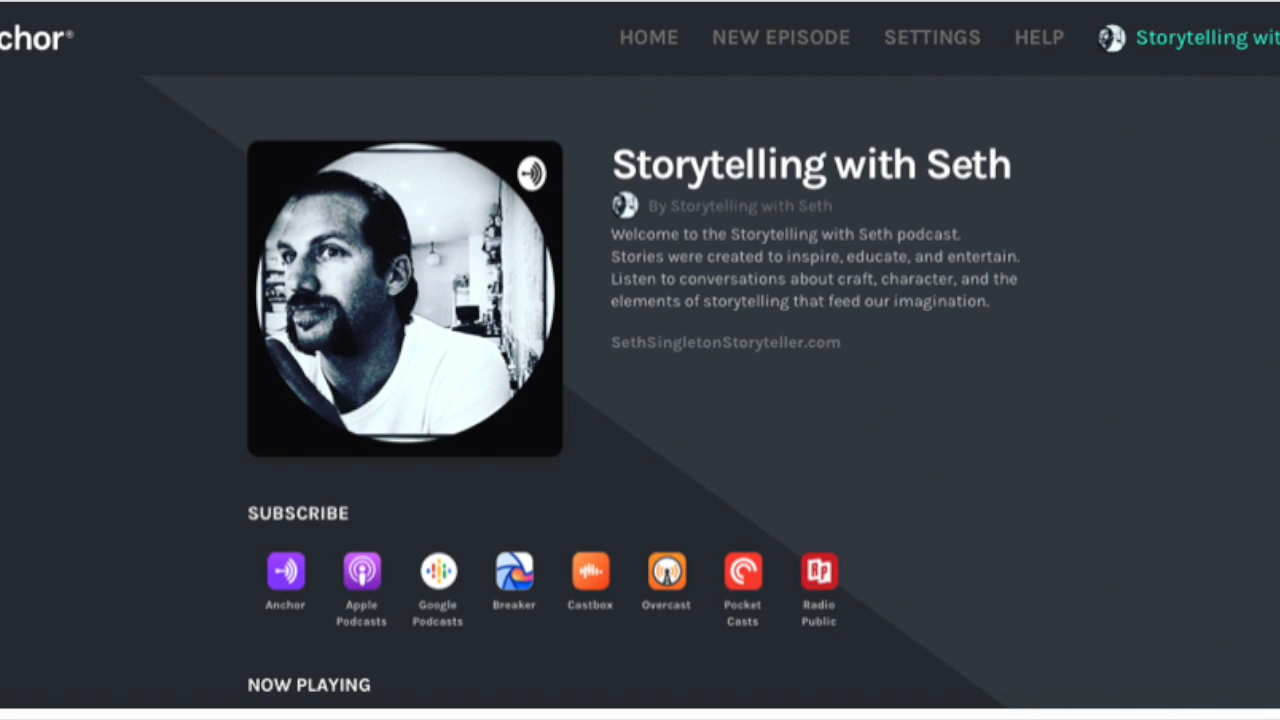 chor®
HOME NEW EPISODE SETTINGS HELP Storytelling wit
Storytelling with Seth
By Storytelling with Seth
Welcome to the Storytelling with Seth podcast.
Stories were created to inspire, educate, and entertain.
Listen to conversations about craft, character, and the
elements of storytelling that feed our imagination.
SethSingletonStoryteller.com
SUBSCRIBE
Anchor
Apple
Podcasts
Google
Podcasts
Breaker
Castbox
Overcast
Pocket
Casts
RP
Radio
Public
NOW PLAYING